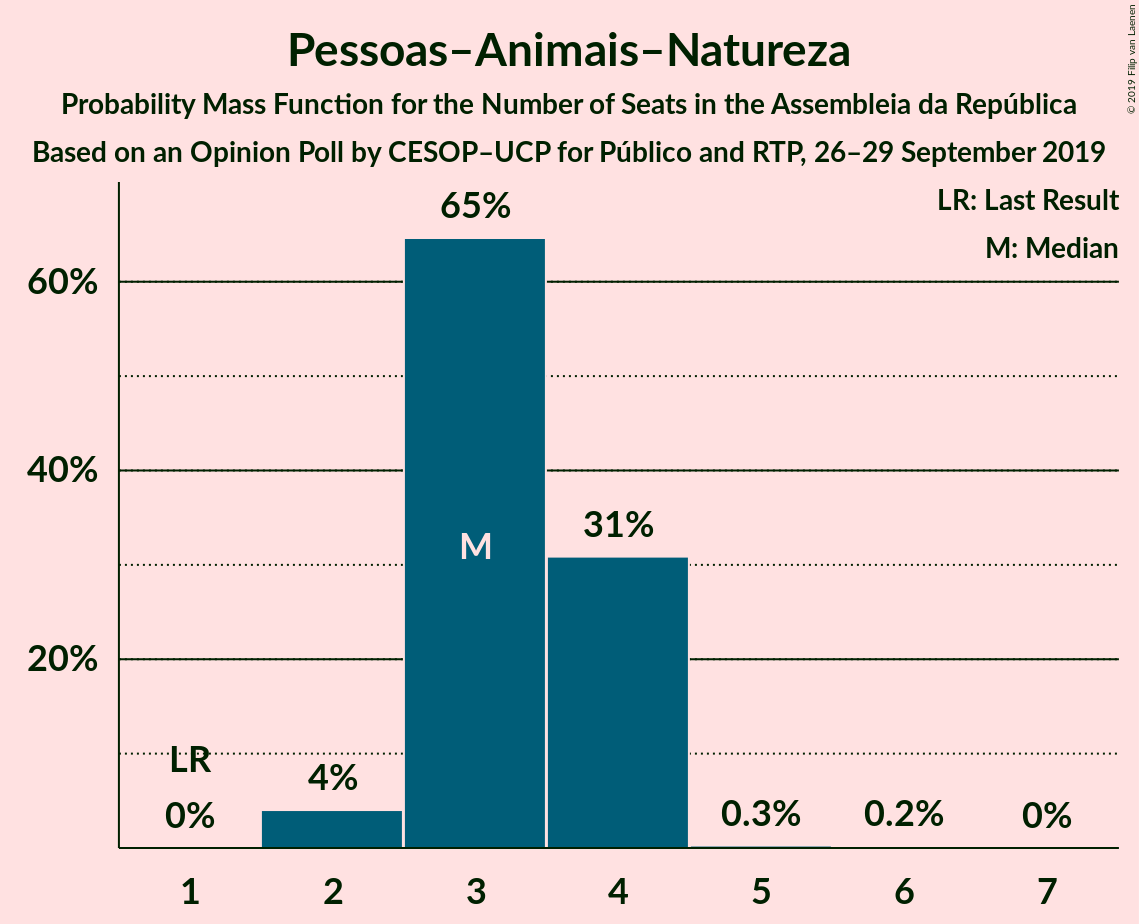 Pessoas–Animais–Natureza
Probability Mass Function for the Number of Seats in the Assembleia da República
Based on an Opinion Poll by CESOP–UCP for Público and RTP, 26–29 September 2019
© 2019 Filip van Laenen
LR: Last Result
M: Median
65%
60%
40%
31%
M
20%
LR
0%
4%
0.3%
0.2%
0%
1 2 3 4 5 6 7